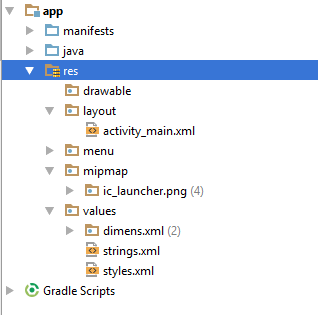 app
manifests
java
res
drawable
layout
activity_main.xml
menu
mipmap
ic_launcher.png (4)
values
dimens.xml (2)
strings.xml
styles.xml
Gradle Scripts